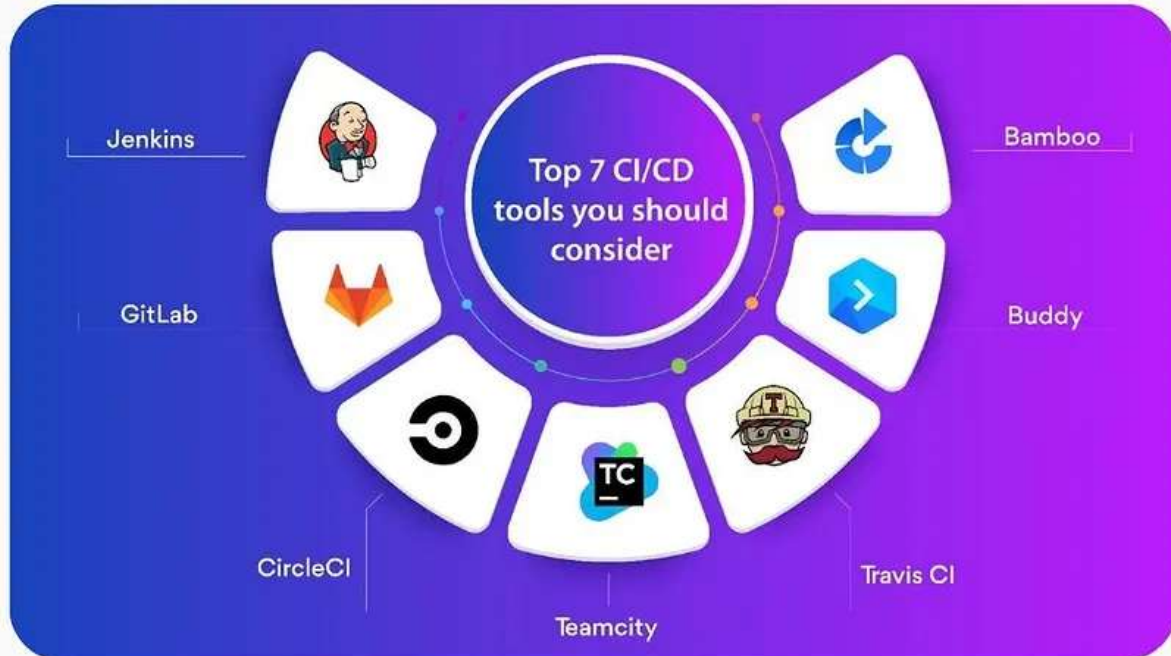 Top 7 CI/CD
tools you should
consider
Jenkins
GitLab
CircleCI
TC
Teamcity
T
Travis CI
Buddy
Bamboo